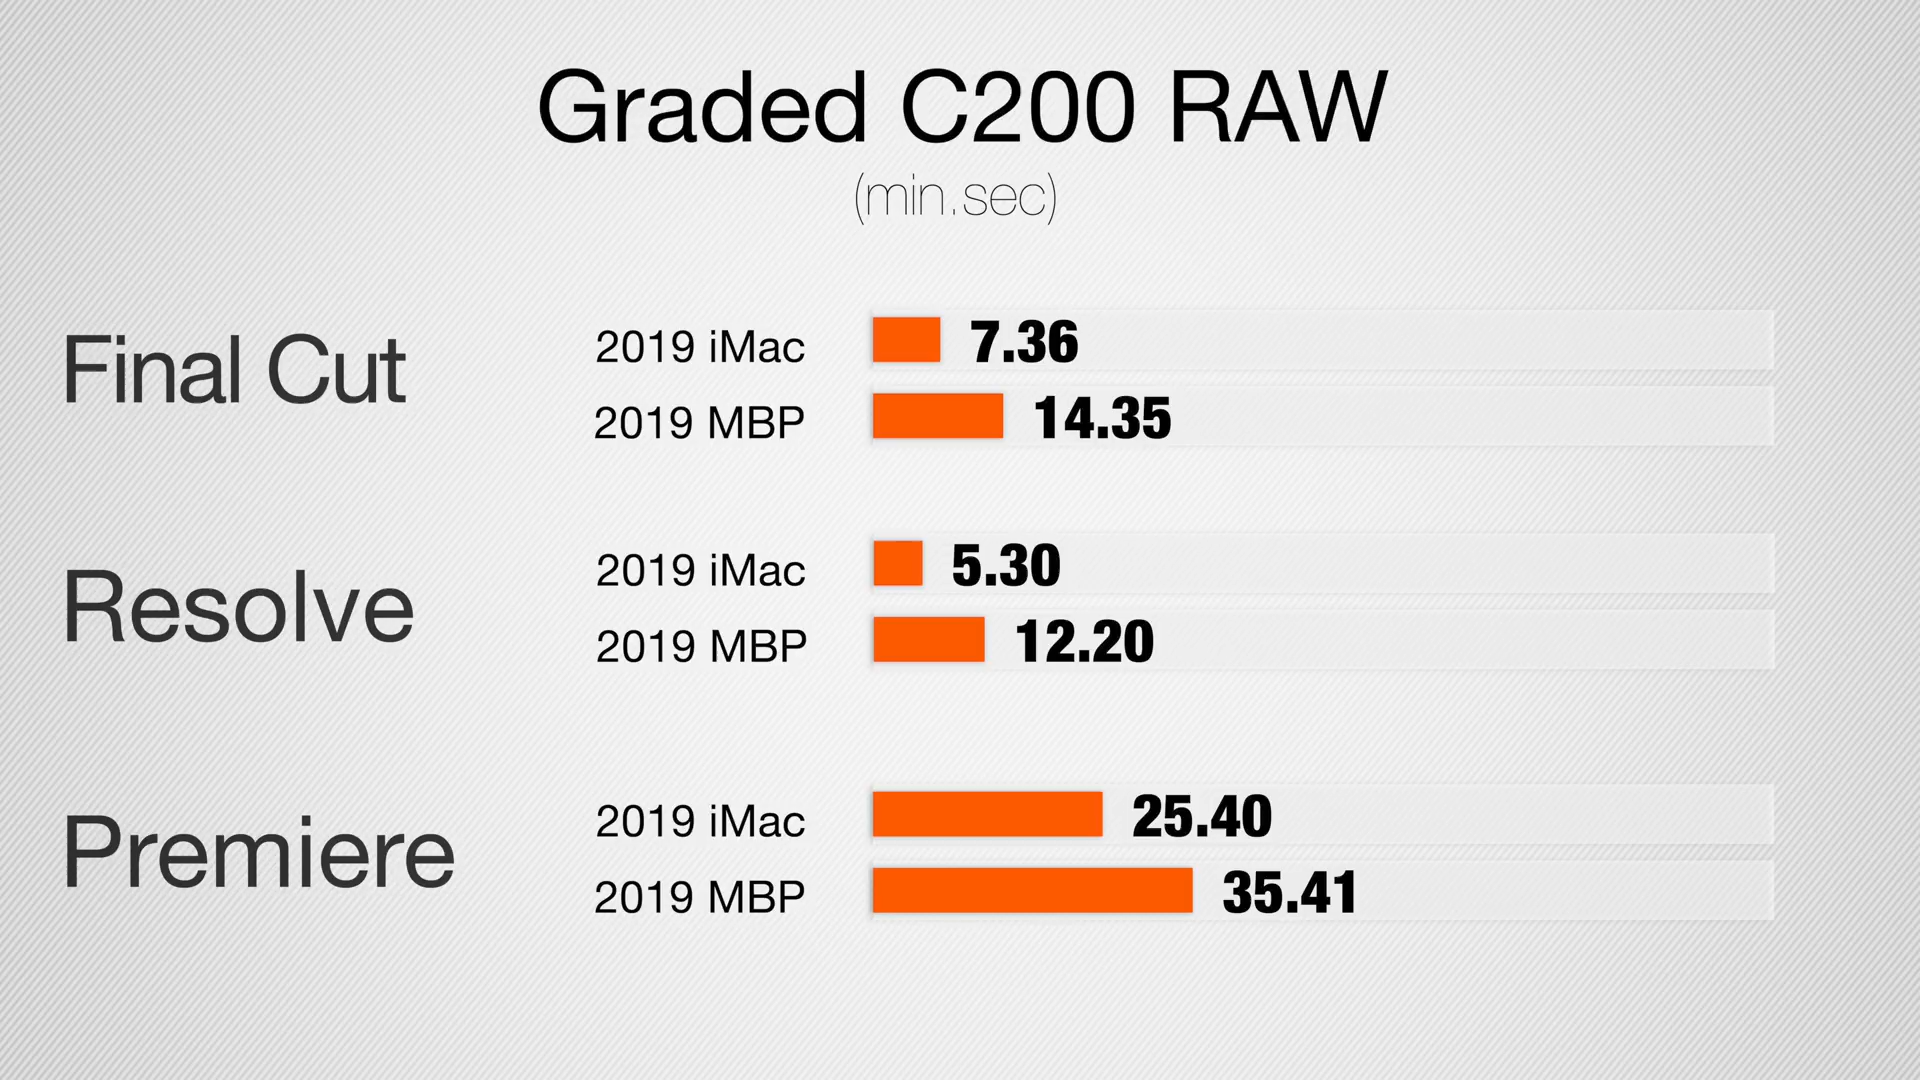 Graded C200 RAW
(min.sec)
Final Cut
2019 iMac 7.36
2019 MBP 14.35
Resolve
2019 iMac 5.30
2019 MBP 12.20
Premiere
2019 iMac 25.40
2019 MBP 35.41